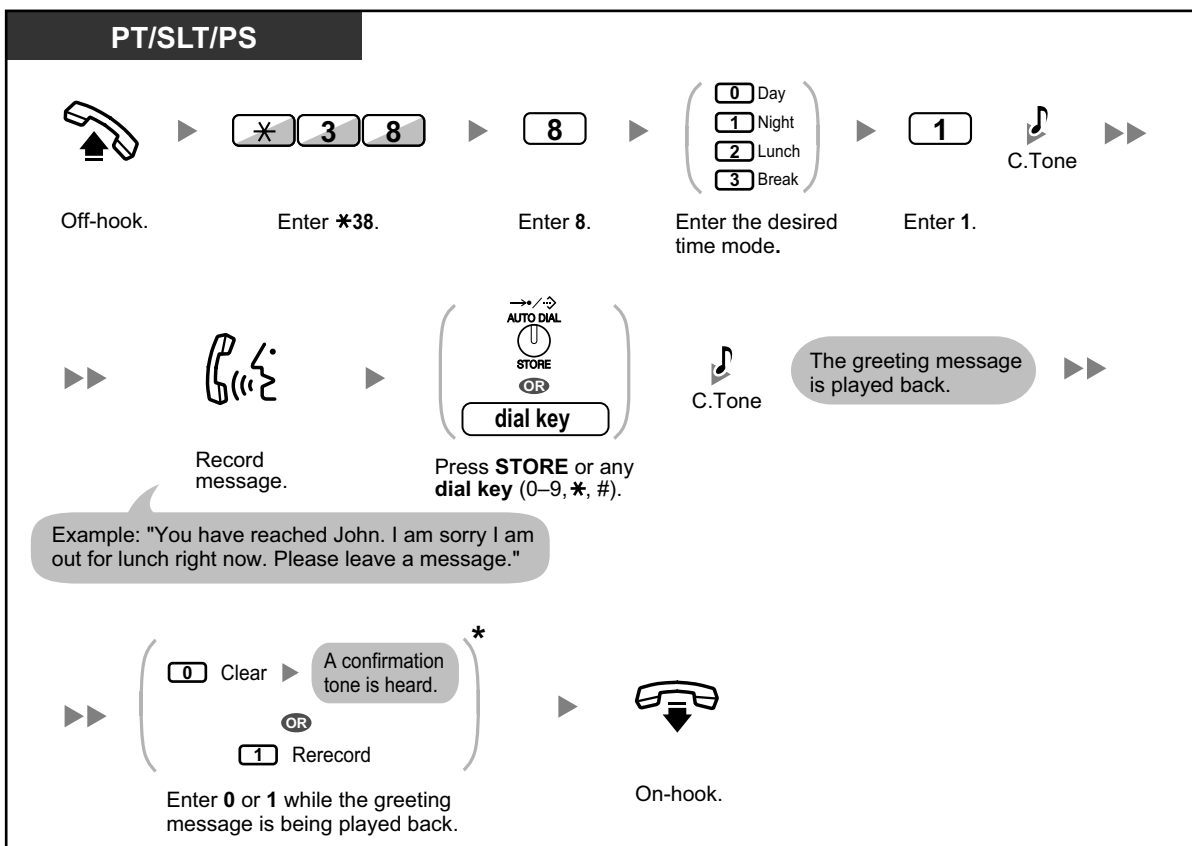 PT/SLT/PS
0 Day
1 Night
2 Lunch
3 Break
* 3 8
8
1
C.Tone
Off-hook.
Enter *38.
Enter 8.
Enter the desired
time mode.
Enter 1.
AUTO DIAL
STORE
OR
dial key
C.Tone
The greeting message
is played back.
Record
message.
Press STORE or any
dial key (0–9, *, #).
Example: "You have reached John. I am sorry I am
out for lunch right now. Please leave a message."
*
0 Clear
A confirmation
tone is heard.
OR
1 Rerecord
Enter 0 or 1 while the greeting
message is being played back.
On-hook.